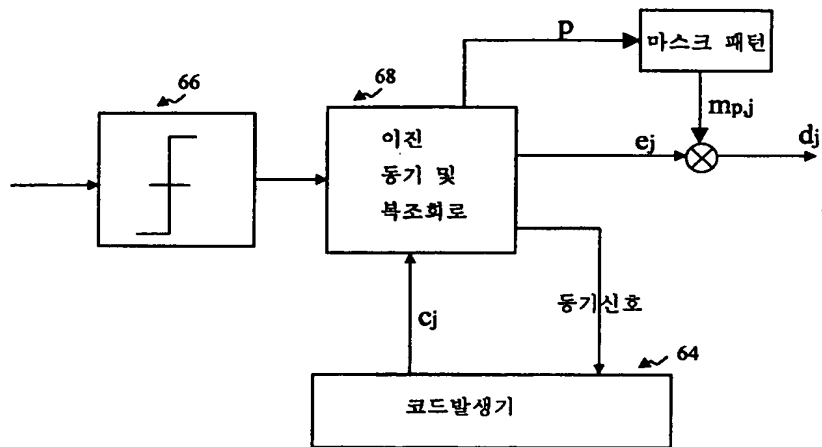 p
마스크 패턴
66
68
mp,j
이진
동기 및
복조회로
ej
dj
동기신호
cj
64
코드발생기